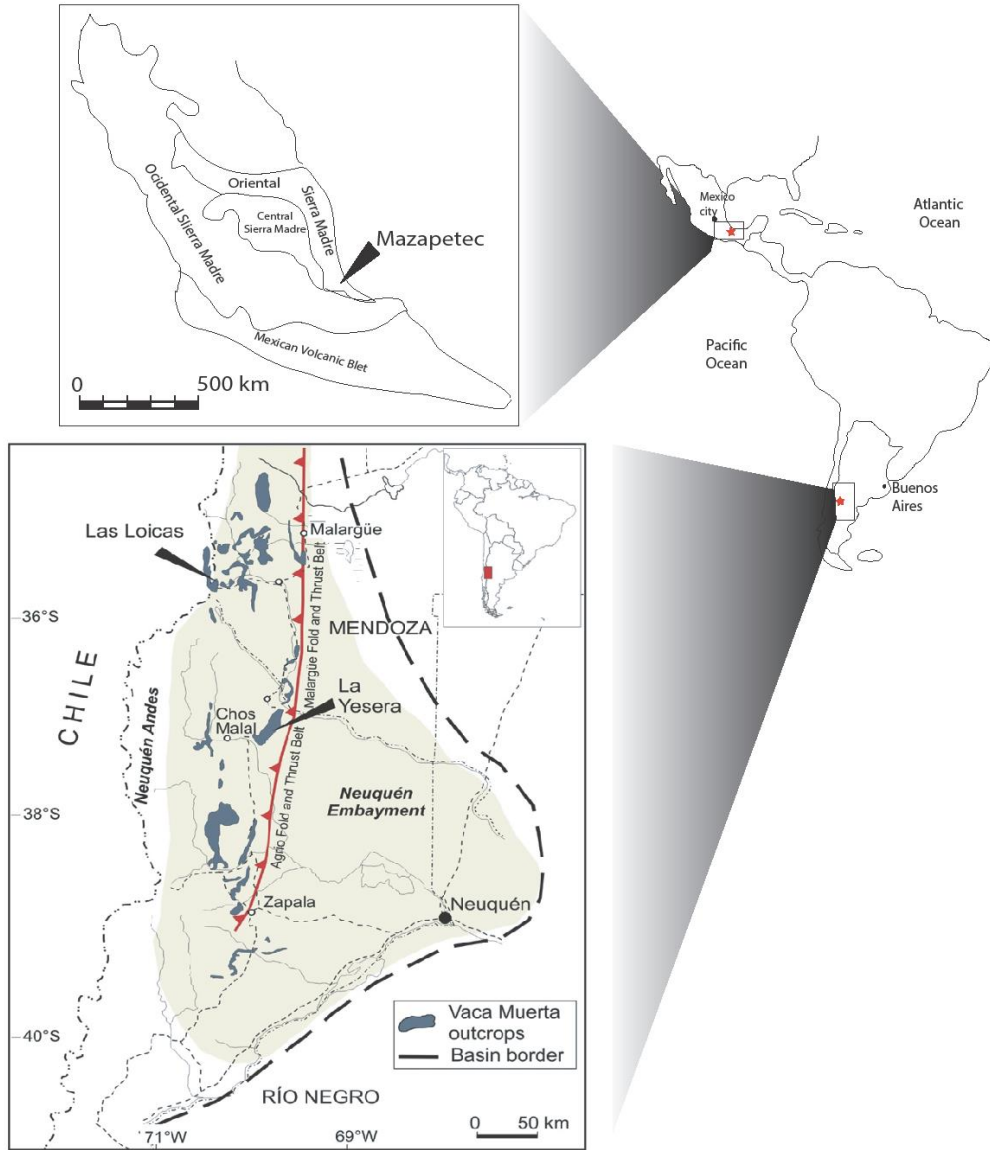 Oriental
Sierra Madre
Ocidental Slierra Madre
Central
Sierra Madre
Mazapetec
Mexican Volcanic Blet
0
500 km
Mexico
city
Atlantic
Ocean
Pacific
Ocean
Buenos
Aires
Las Loicas
Malargüe
36°S
MENDOZA
Malargüe Fold and Thrust Belt
CHILE
La
Yesera
Chos
Malal
Neuquén Andes
Neuquén
Embayment
38°S
Agrio Fold and Thrust Belt
Zapala
Neuquén
Vaca Muerta
outcrops
Basin border
40°S
RÍO NEGRO
0
50 km
71°W
69°W